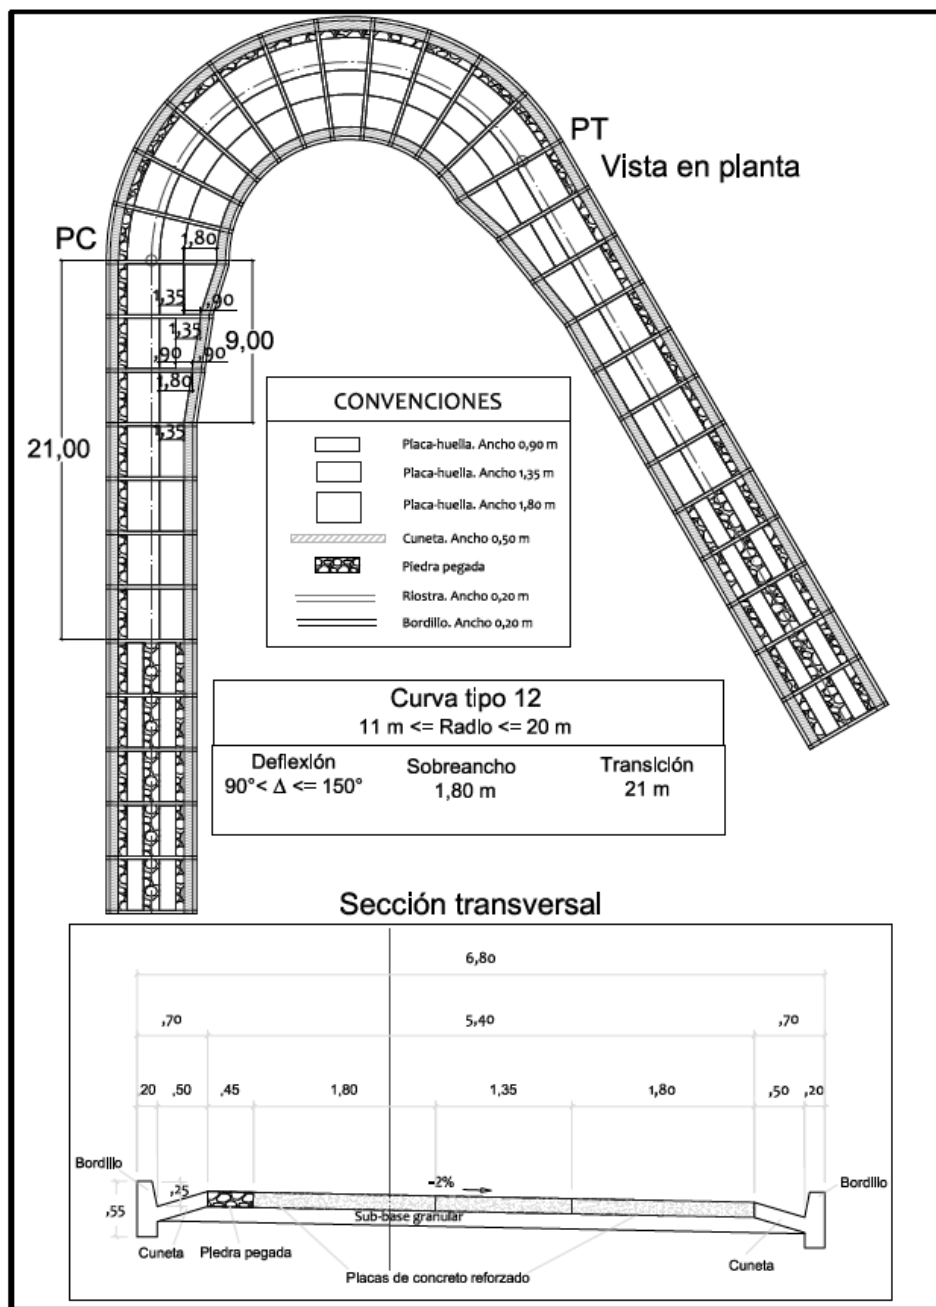 PT
Vista en planta
PC
1,80
1,35
,90
1,35
9,00
,90
,90
1,80
21,00
1,35
CONVENCIONES
Placa-huella. Ancho 0,90 m
Placa-huella. Ancho 1,35 m
Placa-huella. Ancho 1,80 m
Cuneta. Ancho 0,50 m
Piedra pegada
Riostra. Ancho 0,20 m
Bordillo. Ancho 0,20 m
Curva tipo 12
11 m <= Radio <= 20 m
Deflexión
90°< Δ <= 150°
Sobreancho
1,80 m
Transición
21 m
Sección transversal
6,80
,70 5,40 ,70
,20 ,50 ,45 1,80 1,35 1,80 ,50 ,20
Bordillo
,25
-2%
Bordillo
,55
Sub-base granular
Cuneta
Piedra pegada
Placas de concreto reforzado
Cuneta